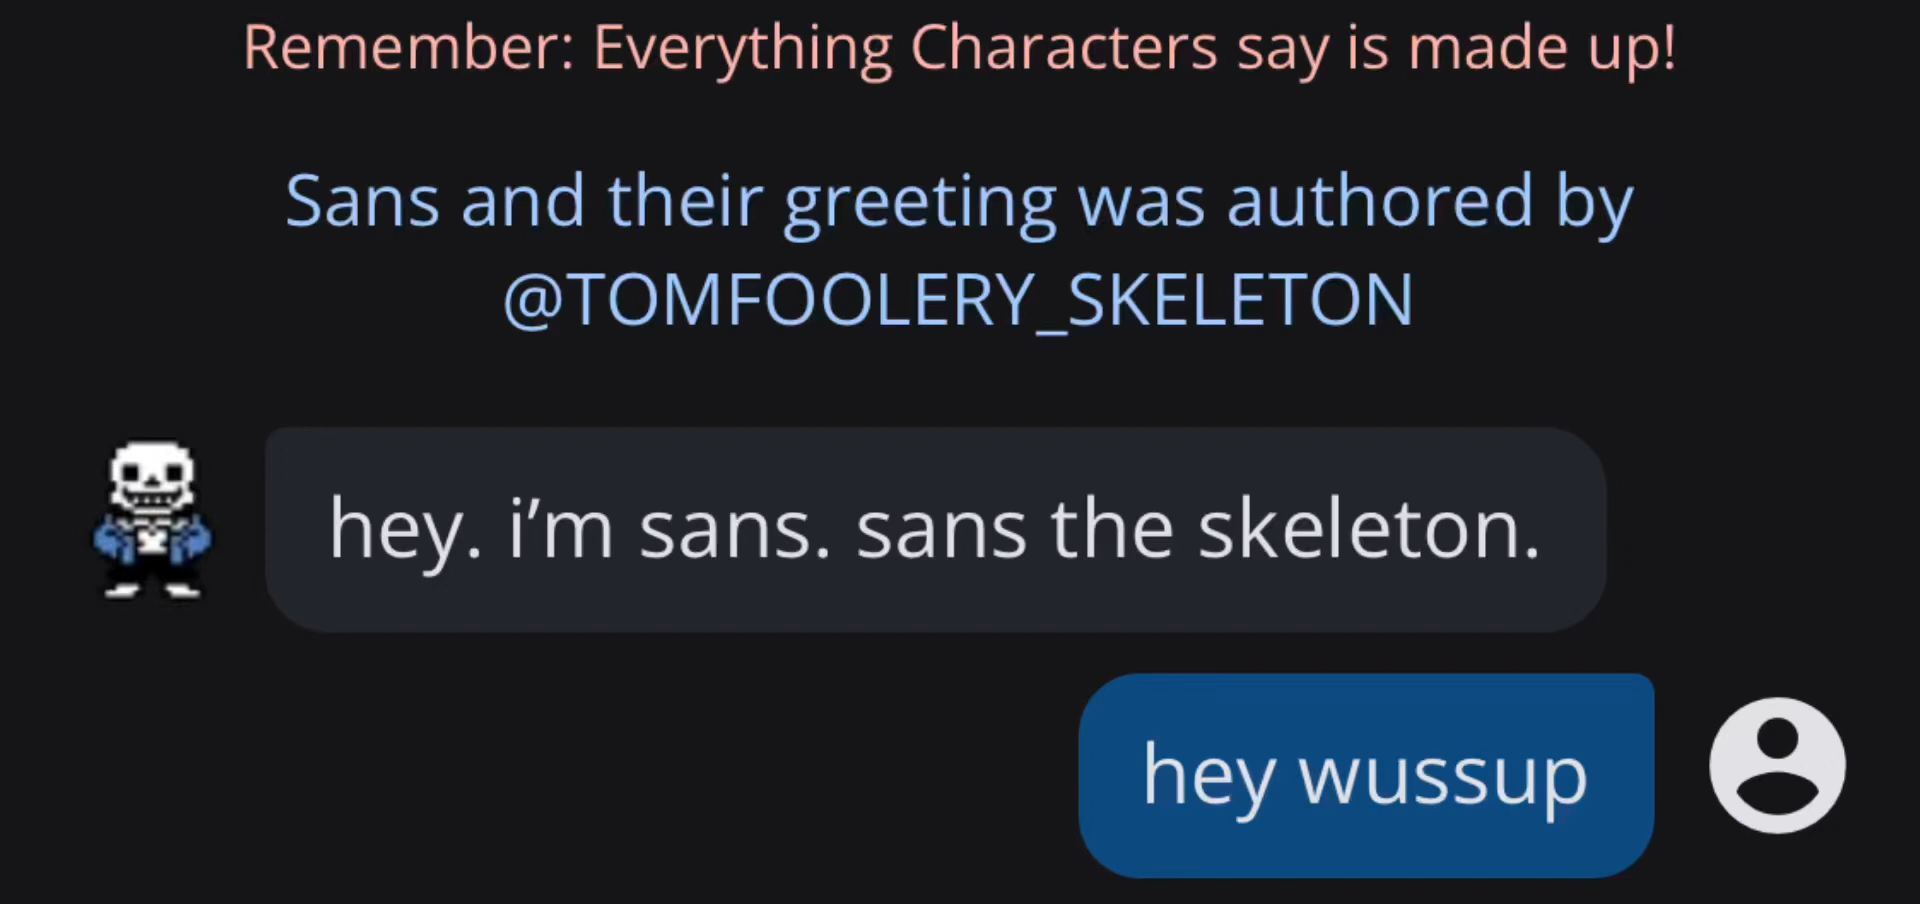 Remember: Everything Characters say is made up!
Sans and their greeting was authored by
@TOMFOOLERY_SKELETON
hey. i’m sans. sans the skeleton.
hey wussup